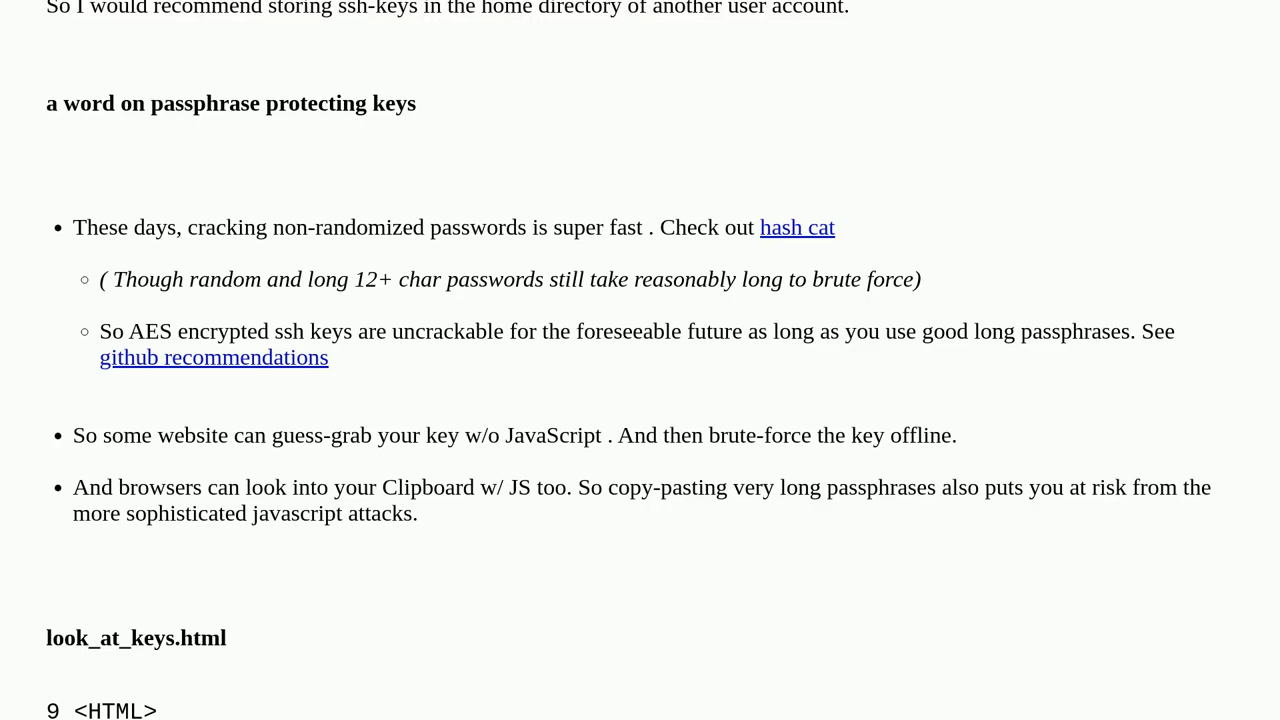 So I would recommend storing ssh-keys in the home directory of another user account.
a word on passphrase protecting keys
These days, cracking non-randomized passwords is super fast . Check out hash cat
( Though random and long 12+ char passwords still take reasonably long to brute force)
So AES encrypted ssh keys are uncrackable for the foreseeable future as long as you use good long passphrases. See
github recommendations
So some website can guess-grab your key w/o JavaScript . And then brute-force the key offline.
And browsers can look into your Clipboard w/ JS too. So copy-pasting very long passphrases also puts you at risk from the
more sophisticated javascript attacks.
look_at_keys.html
9 <HTML>